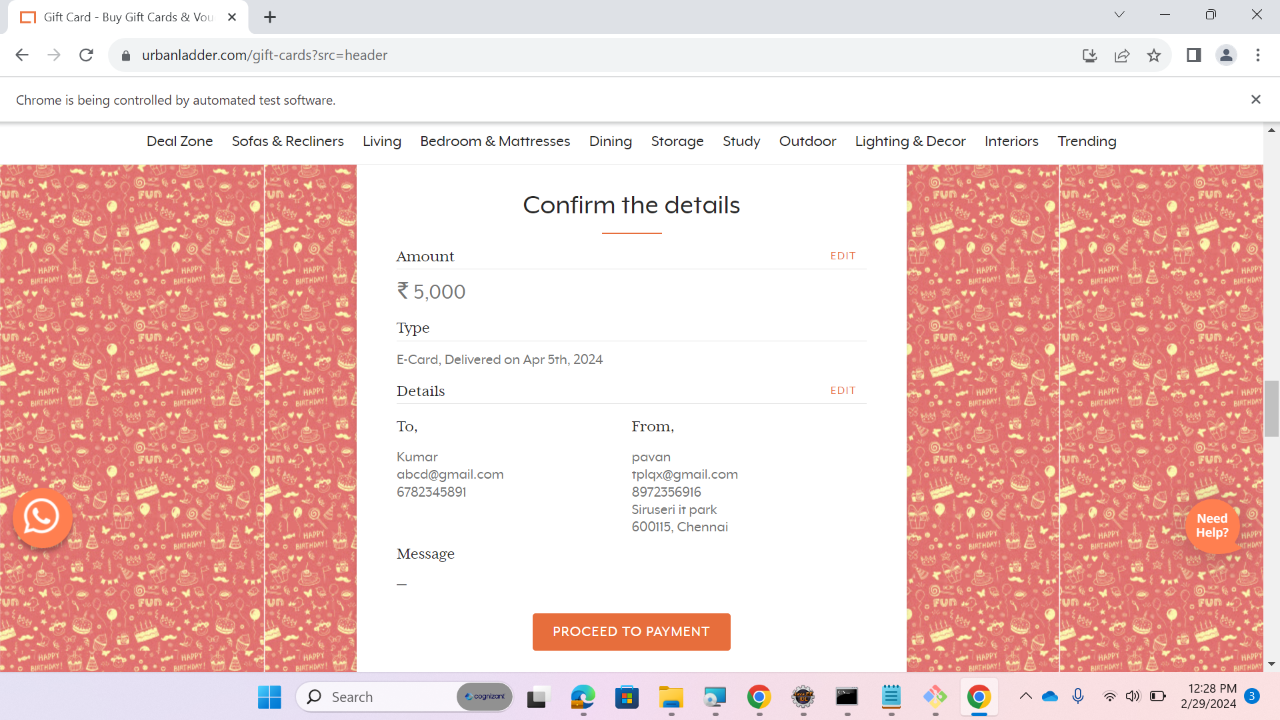 Gift Card - Buy Gift Cards & Vou
urbanladder.com/gift-cards?src=header
Chrome is being controlled by automated test software.
Deal Zone Sofas & Recliners Living Bedroom & Mattresses Dining Storage Study Outdoor Lighting & Decor Interiors Trending
Confirm the details
Amount EDIT
₹ 5,000
Type
E-Card, Delivered on Apr 5th, 2024
Details EDIT
To, From,
Kumar pavan
abcd@gmail.com tplqx@gmail.com
6782345891 8972356916
Siruseri it park
600115, Chennai
Message
—
PROCEED TO PAYMENT
Need
Help?
HAPPY
BIRTHDAY!
FUN
Search cognizant
12:28 PM
2/29/2024
3